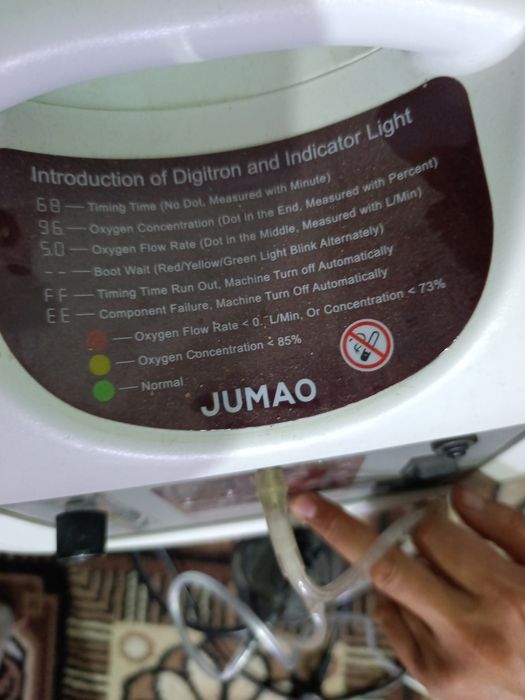 Introduction of Digitron and Indicator Light
68 — Timing Time (No Dot, Measured with Minute)
96. — Oxygen Concentration (Dot in the End, Measured with Percent)
5.0 — Oxygen Flow Rate (Dot in the Middle, Measured with L/Min)
-- — Boot Wait (Red/Yellow/Green Light Blink Alternately)
FF — Timing Time Run Out, Machine Turn off Automatically
EE — Component Failure, Machine Turn Off Automatically
— Oxygen Flow Rate < 0. L/Min, Or Concentration < 73%
— Oxygen Concentration < 85%
— Normal
JUMAO